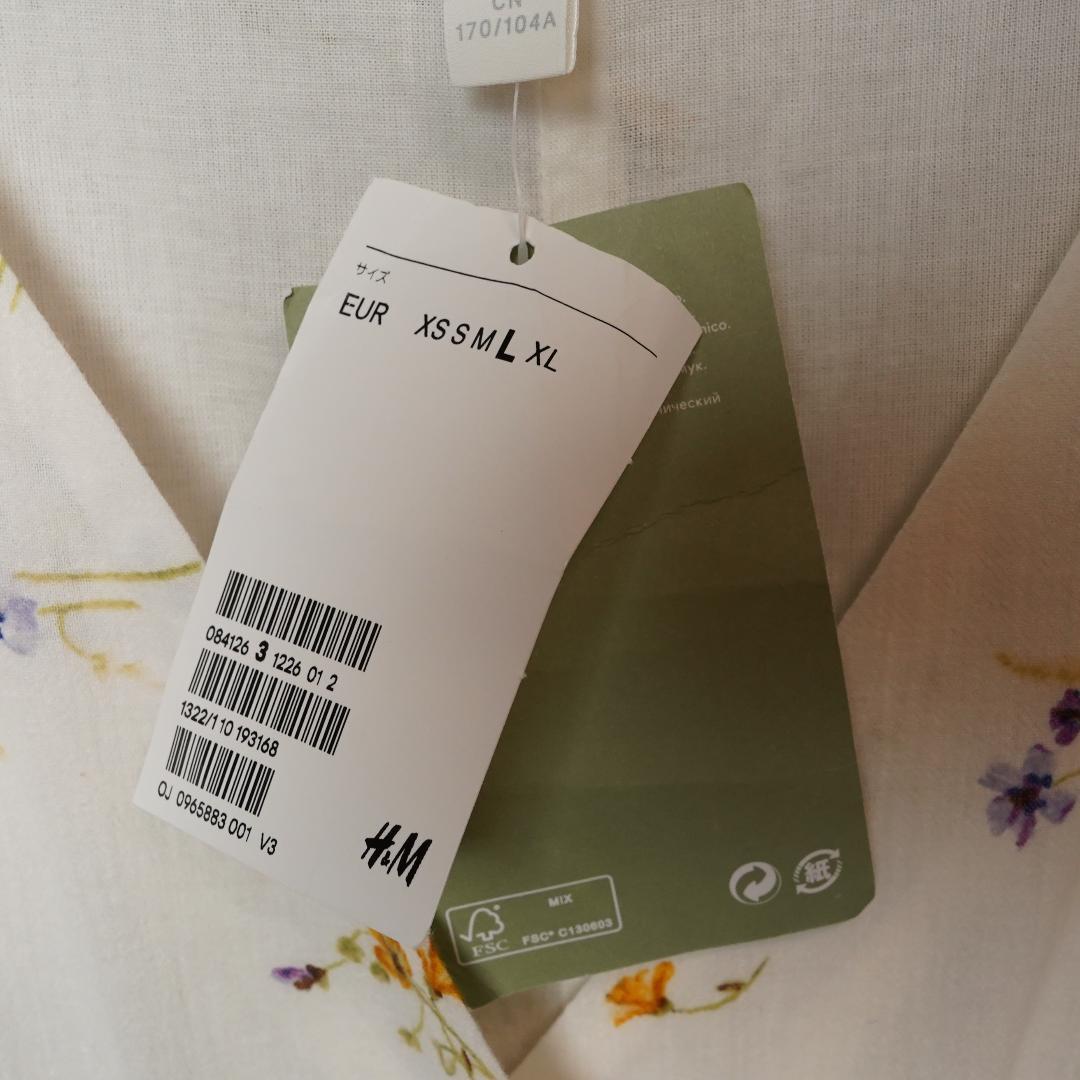 CN
170/104A
サイズ
EUR XS S M L XL
084126 3 1226 01 2
1322/110 193168
OJ 0965883 001 V3
H&M
MIX
FSC
FSC® C130603
紙